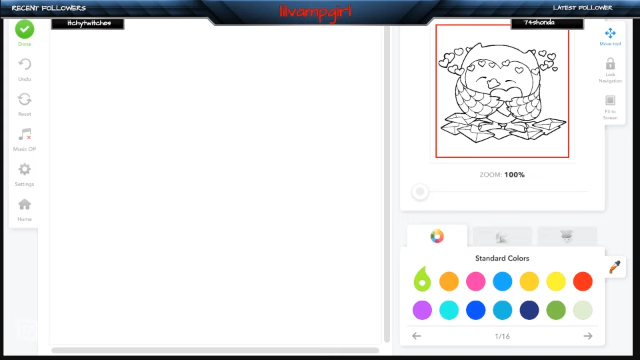 RECENT FOLLOWERS
lilvampgirl
LATEST FOLLOWER
itchytwitch04
74shonda
Done
Undo
Reset
Music Off
Settings
Home
Move tool
Lock
Navigation
Fit to
Screen
ZOOM: 100%
Standard Colors
1/16